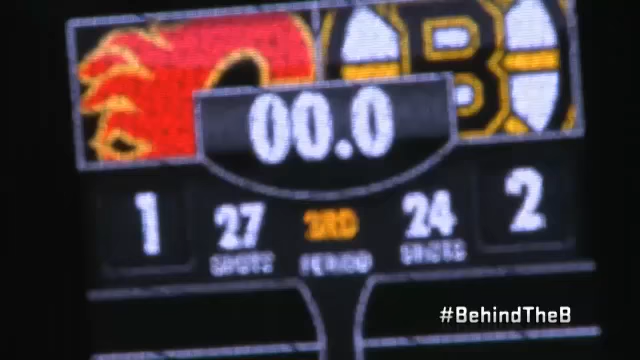 B
00.0
1 27 3RD 24 2
SHOTS PERIOD SHOTS
#BehindTheB